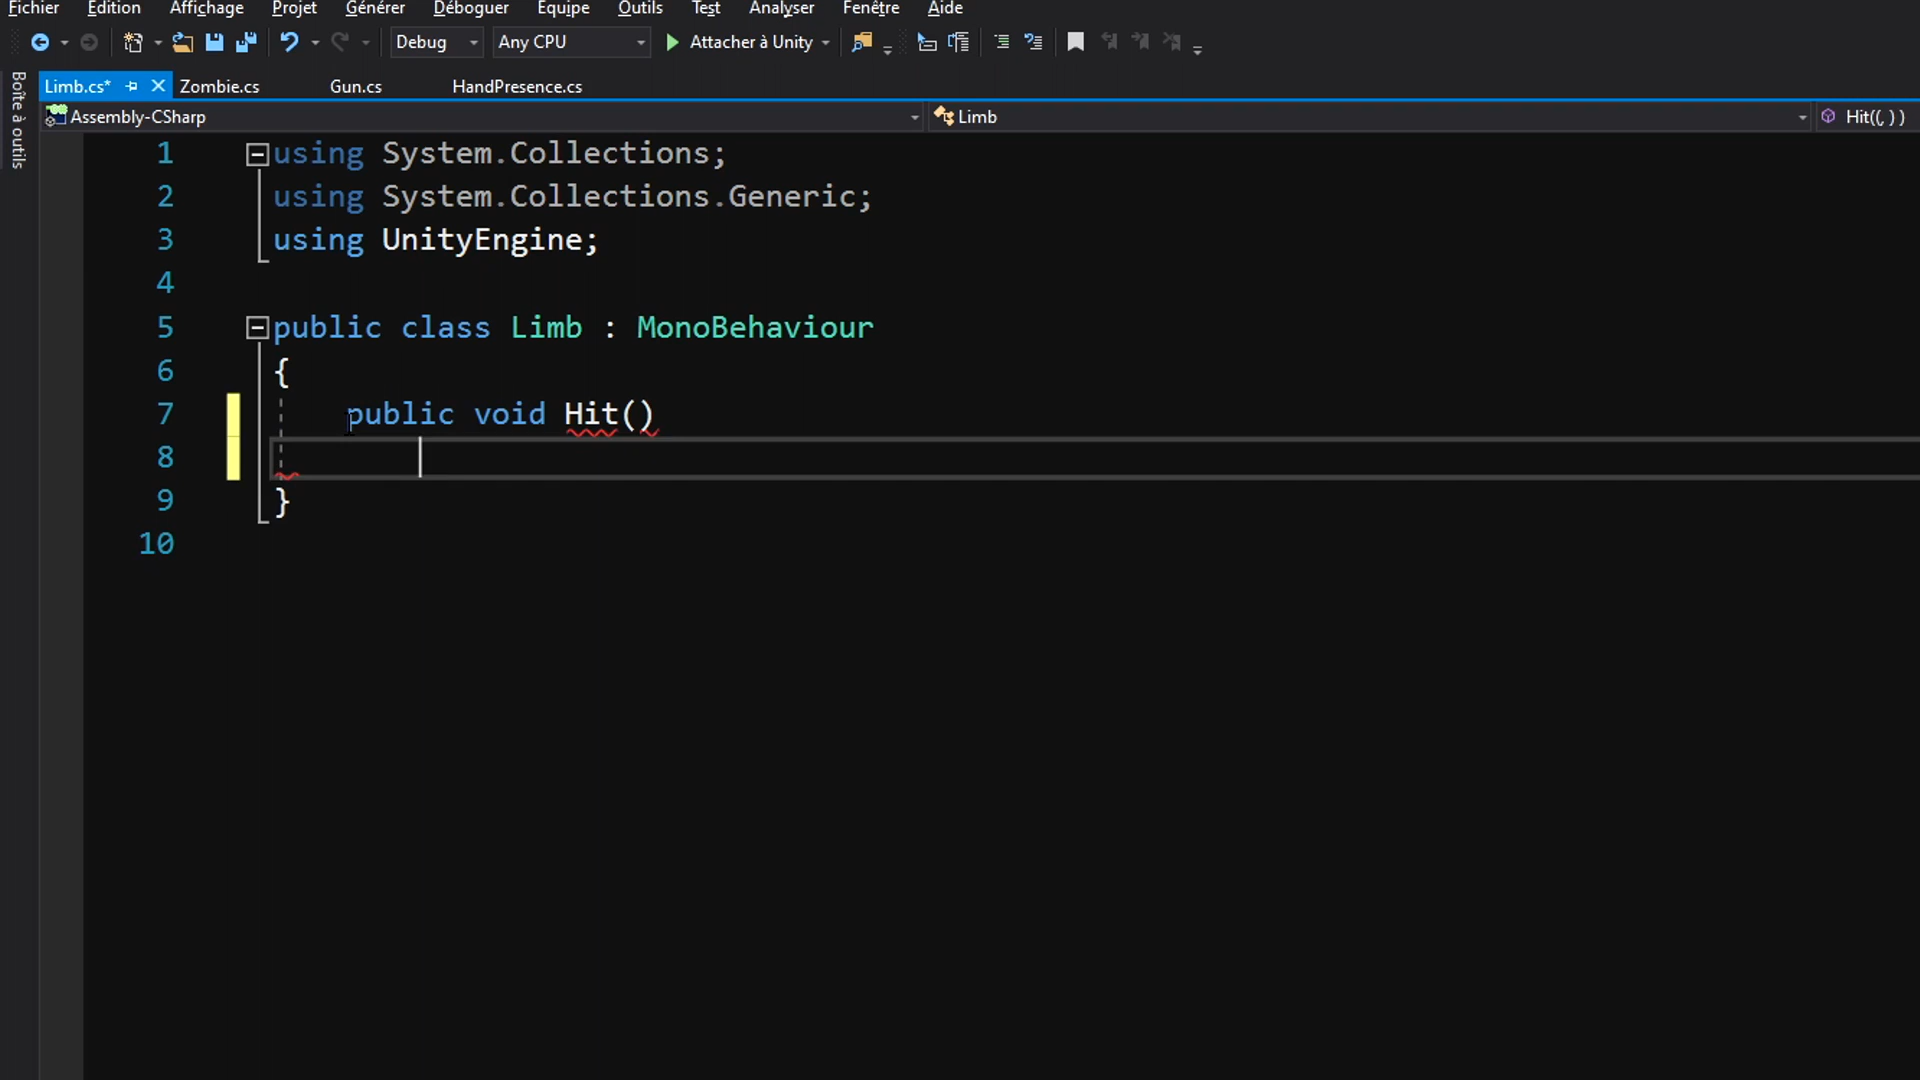 Fichier Edition Affichage Projet Générer Déboguer Equipe Outils Test Analyser Fenêtre Aide
Debug Any CPU Attacher à Unity
Boîte à outils
Limb.cs* Zombie.cs Gun.cs HandPresence.cs
Assembly-CSharp Limb Hit((, ) )
1 using System.Collections;
2 using System.Collections.Generic;
3 using UnityEngine;
4
5 public class Limb : MonoBehaviour
6 {
7 public void Hit()
8
9 }
10